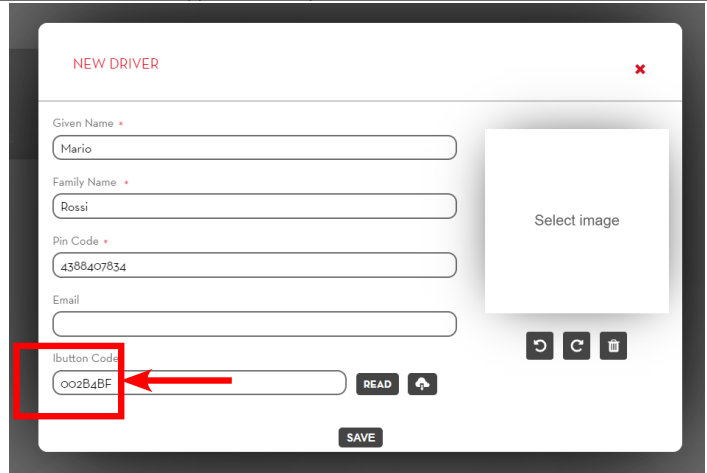 NEW DRIVER
Given Name *
Mario
Family Name *
Rossi
Pin Code *
4388407834
Email
Ibutton Code
002B4BF
READ
Select image
SAVE